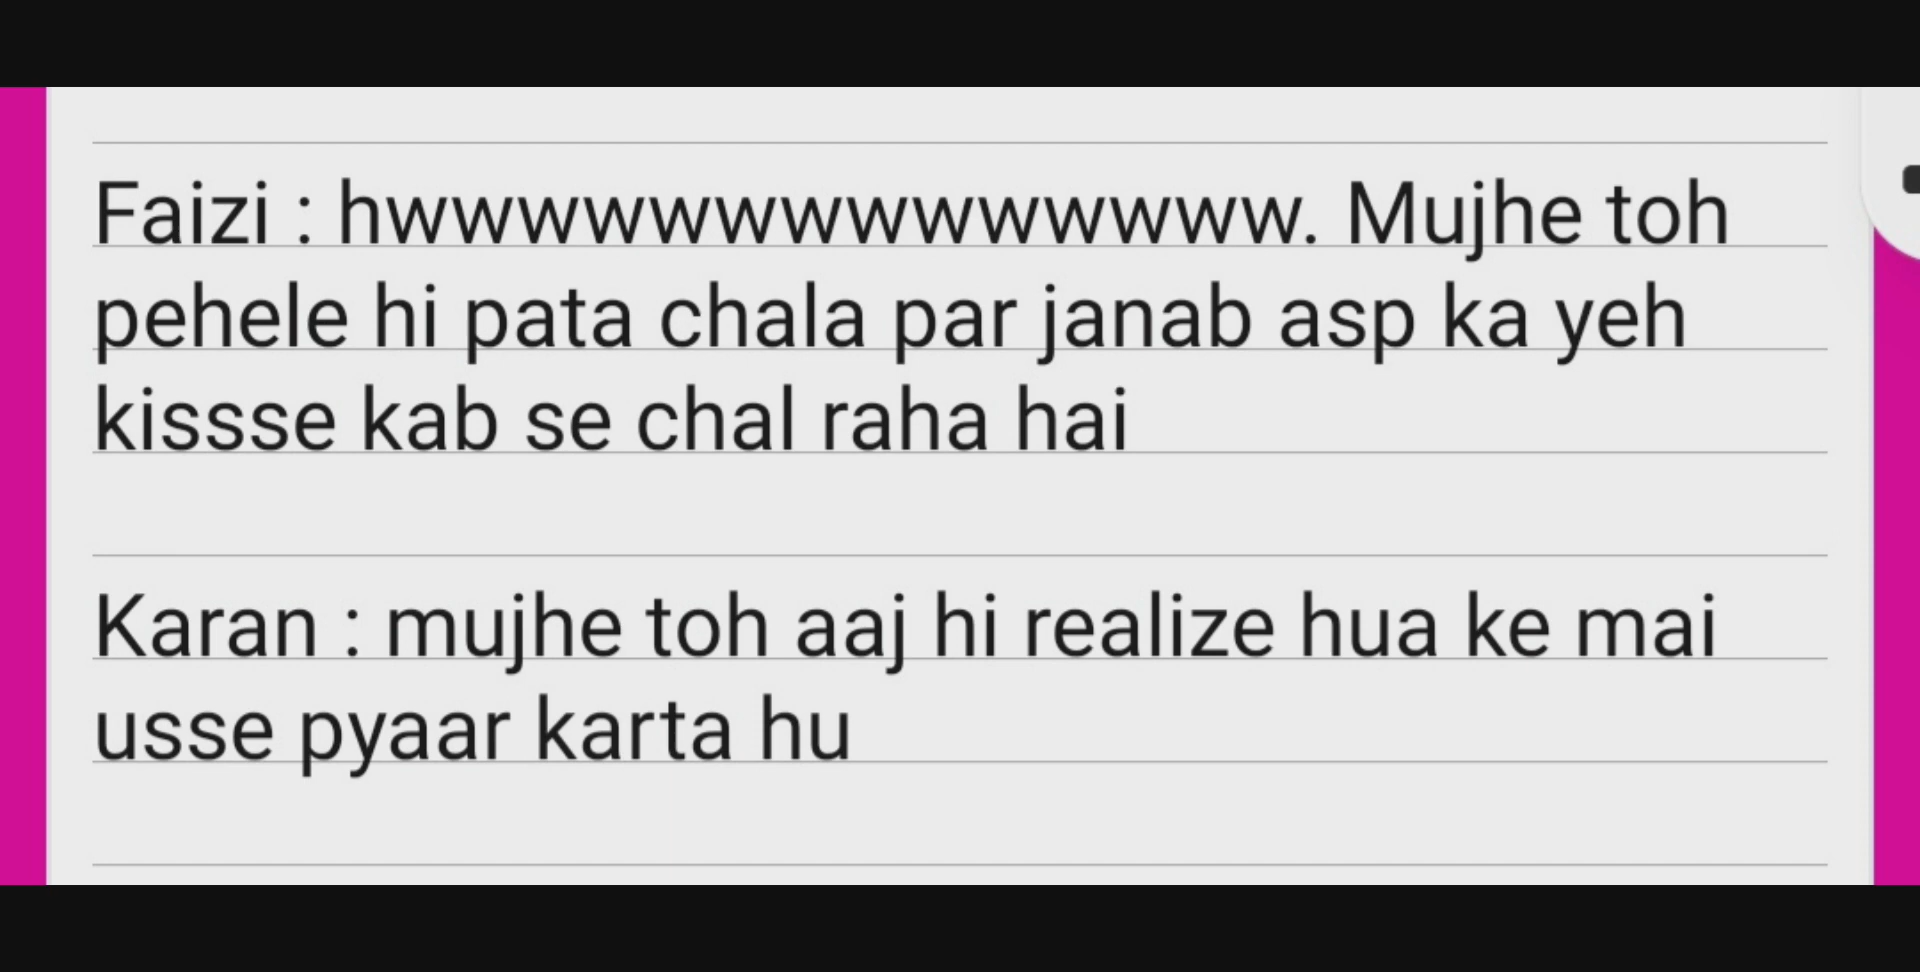 Faizi : hwwwwwwwwwwwwww. Mujhe toh
pehele hi pata chala par janab asp ka yeh
kissse kab se chal raha hai
Karan : mujhe toh aaj hi realize hua ke mai
usse pyaar karta hu